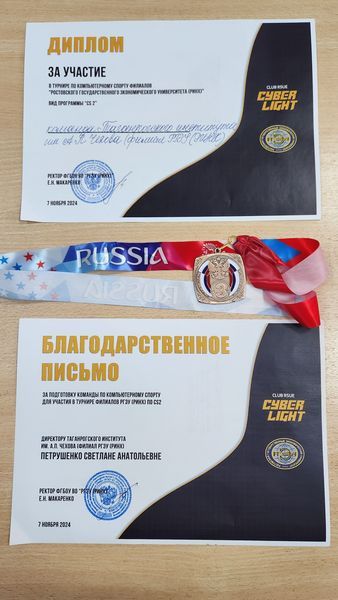 ДИПЛОМ
ЗА УЧАСТИЕ
В ТУРНИРЕ ПО КОМПЬЮТЕРНОМУ СПОРТУ ФИЛИАЛОВ
"РОСТОВСКОГО ГОСУДАРСТВЕННОГО ЭКОНОМИЧЕСКОГО УНИВЕРСИТЕТА (РИНХ)"
ВИД ПРОГРАММЫ "CS 2"
команда Таганрогского института
им. А.П. Чехова (филиал РГЭУ (РИНХ)
CLUB RSUE
CYBER
LIGHT
РЕКТОР ФГБОУ ВО "РГЭУ (РИНХ)
Е.Н. МАКАРЕНКО
7 НОЯБРЯ 2024
RUSSIA
RUSSIA
БЛАГОДАРСТВЕННОЕ
ПИСЬМО
ЗА ПОДГОТОВКУ КОМАНДЫ ПО КОМПЬЮТЕРНОМУ СПОРТУ
ДЛЯ УЧАСТИЯ В ТУРНИРЕ ФИЛИАЛОВ РГЭУ (РИНХ) ПО CS2
CLUB RSUE
CYBER
LIGHT
ДИРЕКТОРУ ТАГАНРОГСКОГО ИНСТИТУТА
ИМ. А.П. ЧЕХОВА (ФИЛИАЛ РГЭУ (РИНХ)
ПЕТРУШЕНКО СВЕТЛАНЕ АНАТОЛЬЕВНЕ
РЕКТОР ФГБОУ ВО "РГЭУ (РИНХ)
Е.Н. МАКАРЕНКО
7 НОЯБРЯ 2024